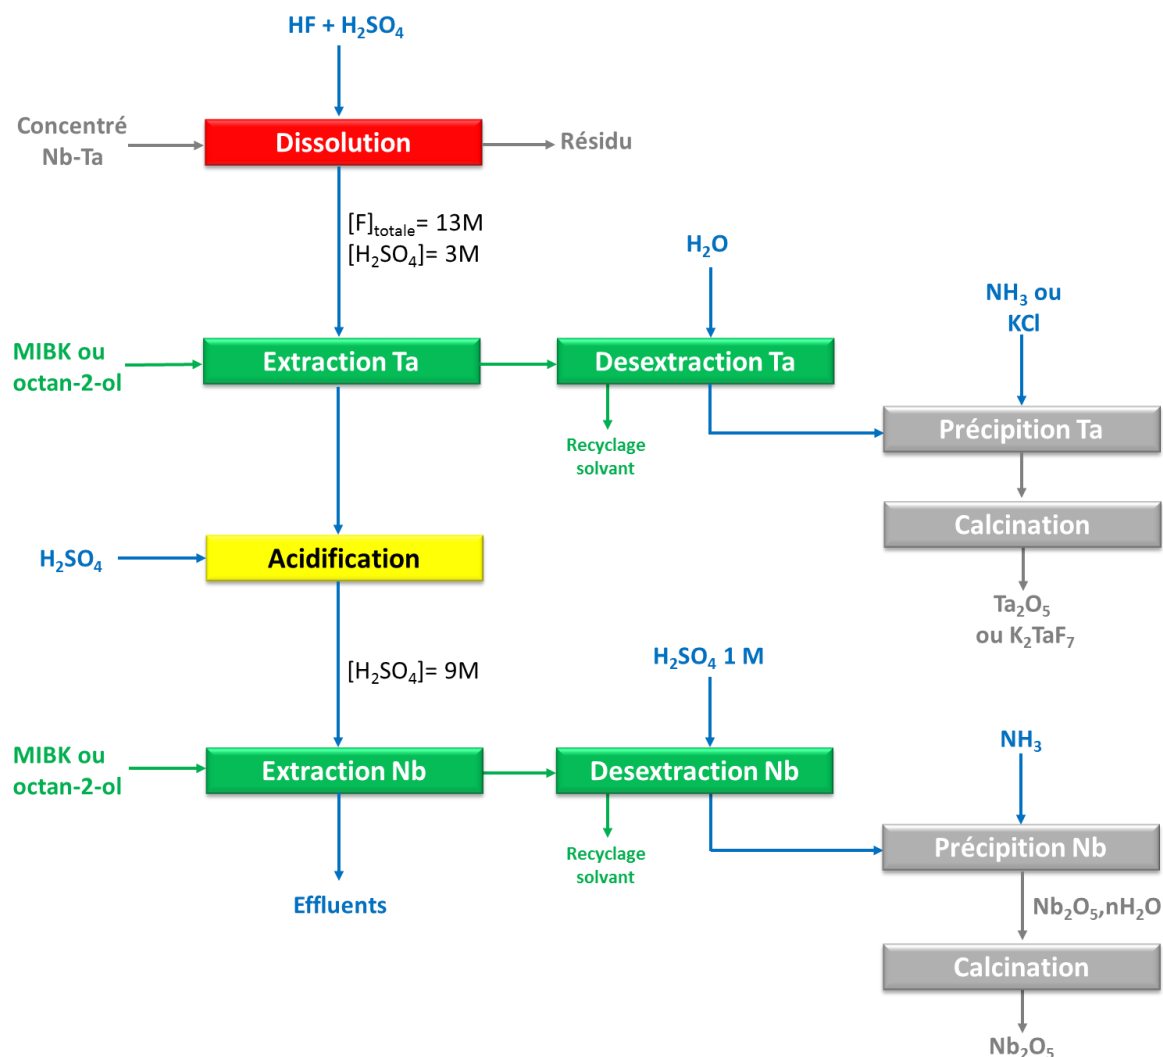 HF + H₂SO₄
Concentré
Nb-Ta
Dissolution
Résidu
[F]totale= 13M
[H₂SO₄]= 3M
H₂O
NH₃ ou
KCl
MIBK ou
octan-2-ol
Extraction Ta
Desextraction Ta
Recyclage
solvant
Précipition Ta
Calcination
Ta₂O₅
ou K₂TaF₇
H₂SO₄
Acidification
[H₂SO₄]= 9M
H₂SO₄ 1 M
NH₃
MIBK ou
octan-2-ol
Extraction Nb
Desextraction Nb
Recyclage
solvant
Précipition Nb
Effluents
Nb₂O₅,nH₂O
Calcination
Nb₂O₅